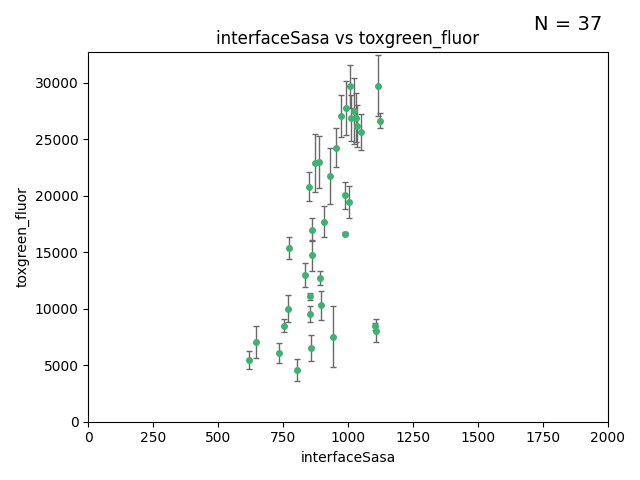 N = 37
interfaceSasa vs toxgreen_fluor
toxgreen_fluor
30000
25000
20000
15000
10000
5000
0
0 250 500 750 1000 1250 1500 1750 2000
interfaceSasa